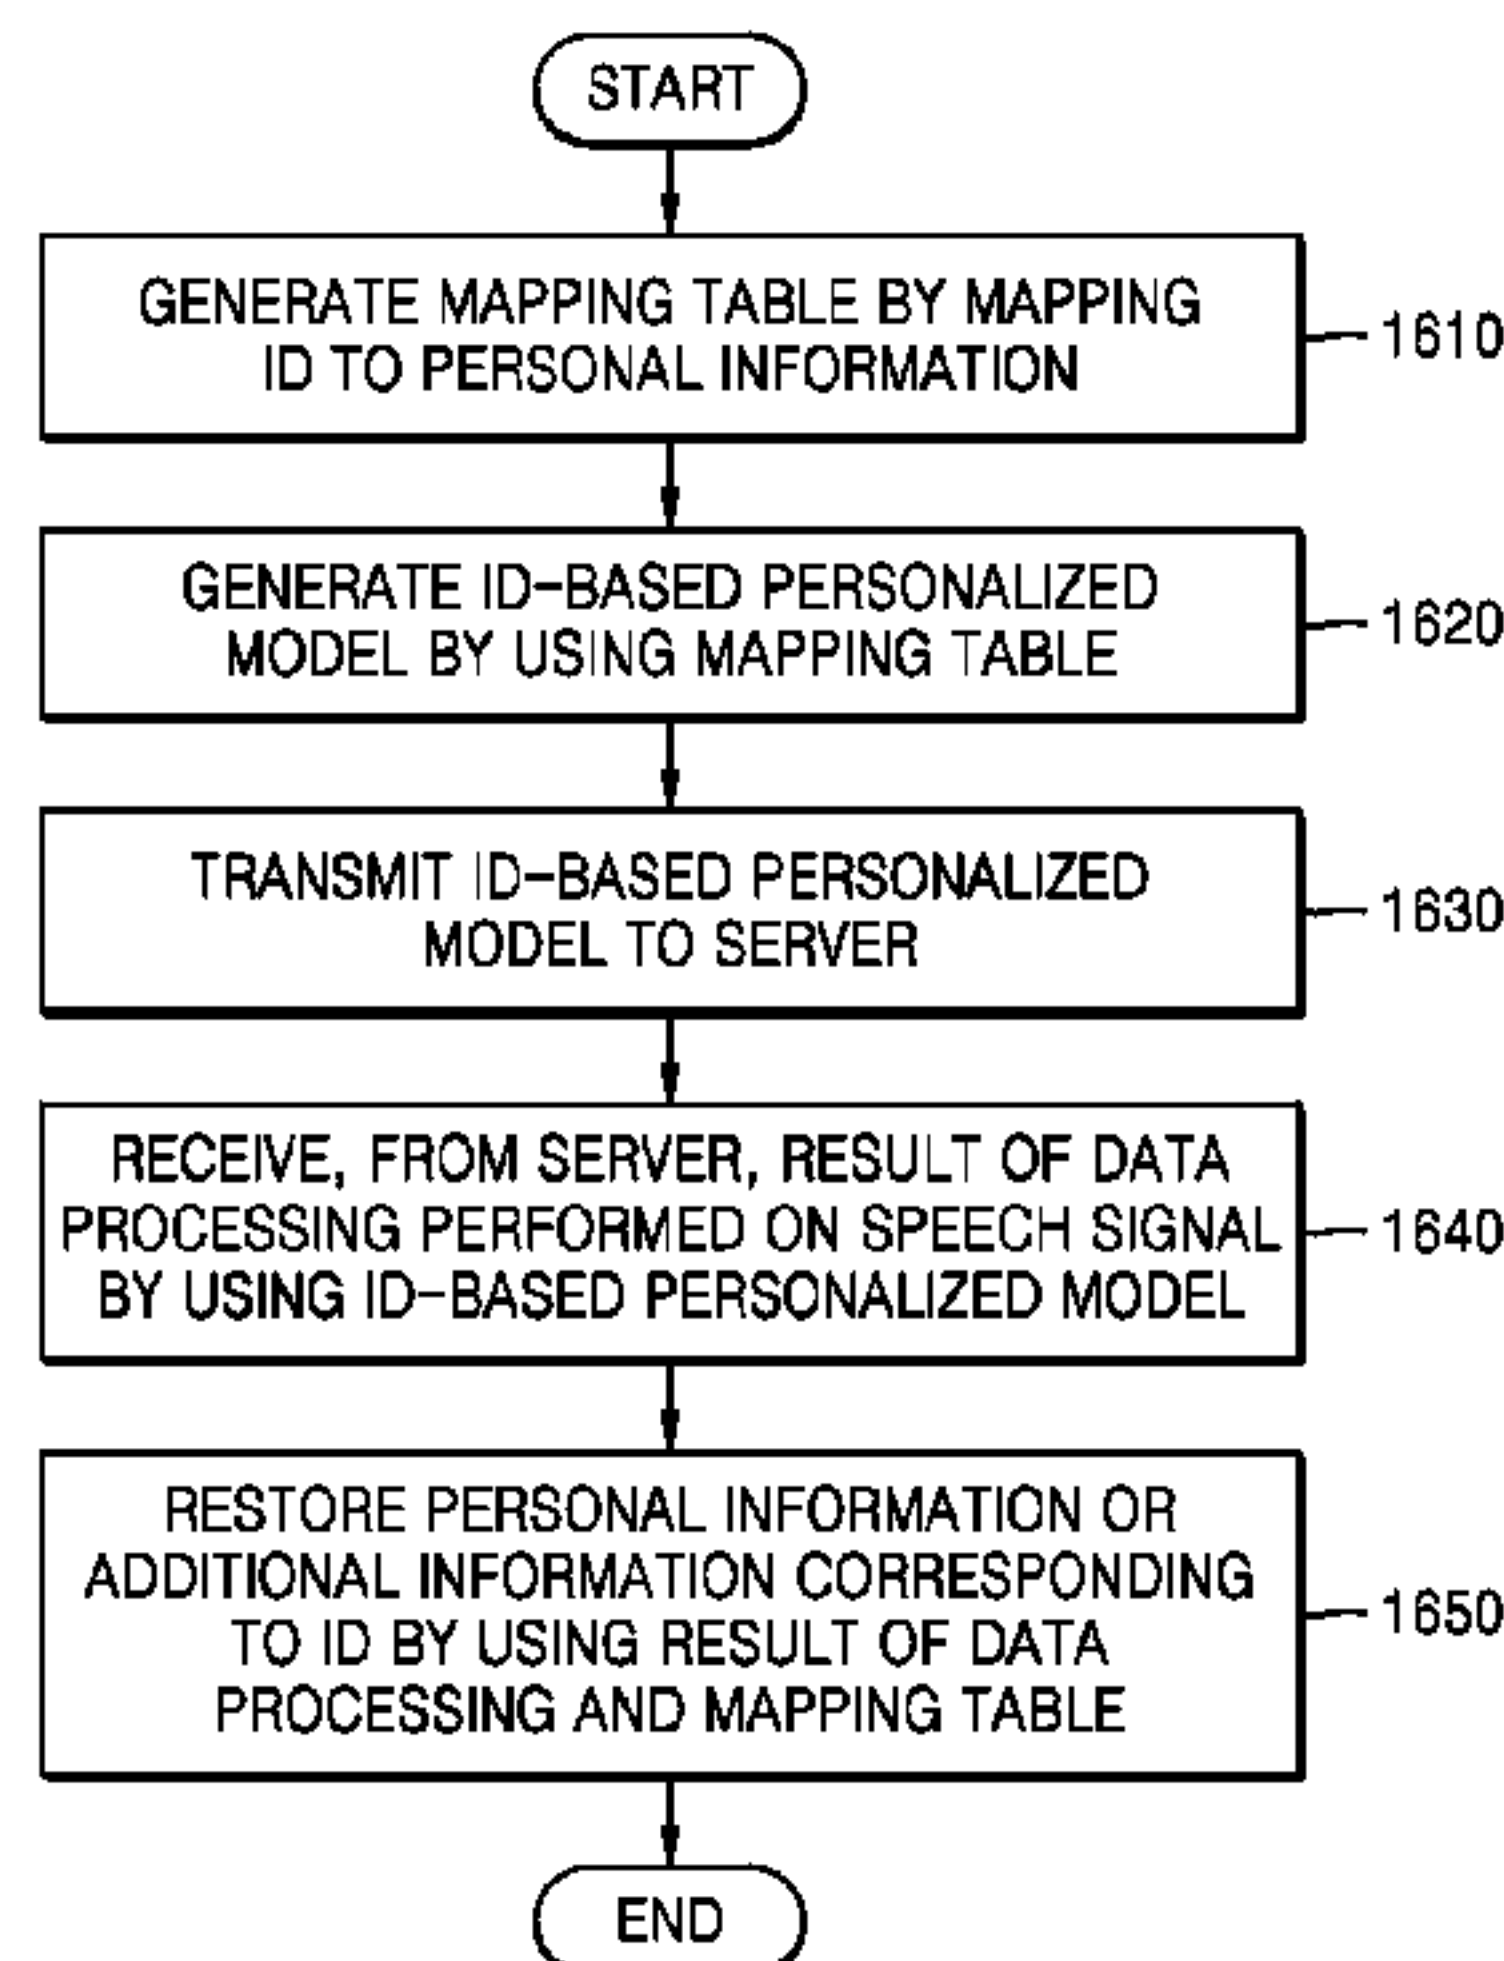 START
GENERATE MAPPING TABLE BY MAPPING
ID TO PERSONAL INFORMATION
1610
GENERATE ID-BASED PERSONALIZED
MODEL BY USING MAPPING TABLE
1620
TRANSMIT ID-BASED PERSONALIZED
MODEL TO SERVER
1630
RECEIVE, FROM SERVER, RESULT OF DATA
PROCESSING PERFORMED ON SPEECH SIGNAL
BY USING ID-BASED PERSONALIZED MODEL
1640
RESTORE PERSONAL INFORMATION OR
ADDITIONAL INFORMATION CORRESPONDING
TO ID BY USING RESULT OF DATA
PROCESSING AND MAPPING TABLE
1650
END